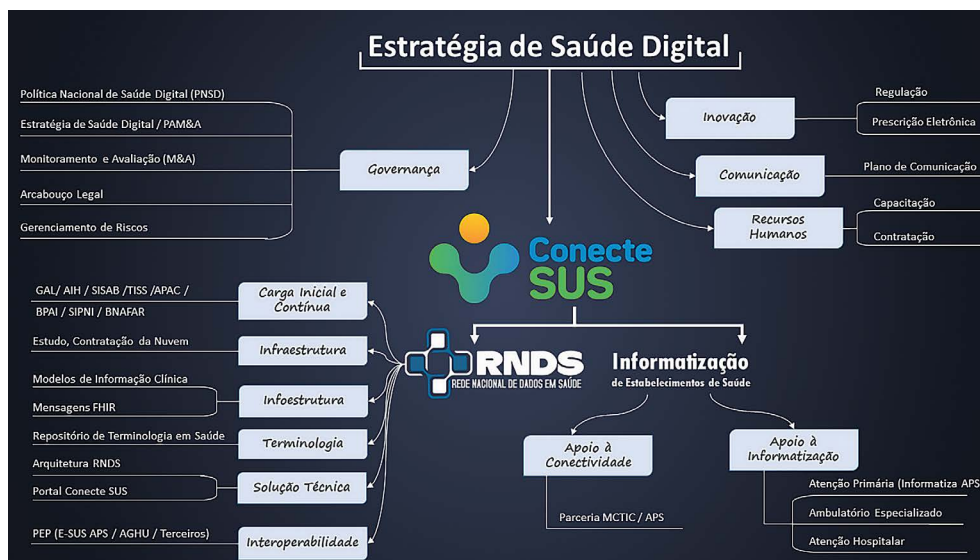 Estratégia de Saúde Digital
Política Nacional de Saúde Digital (PNSD)
Estratégia de Saúde Digital / PAM&A
Monitoramento e Avaliação (M&A)
Arcabouço Legal
Gerenciamento de Riscos
Governança
Inovação
Regulação
Prescrição Eletrônica
Comunicação
Plano de Comunicação
Recursos
Humanos
Capacitação
Contratação
Conecte
SUS
GAL/ AIH / SISAB /TISS /APAC /
BPAI / SIPNI / BNAFAR
Carga Inicial e
Contínua
Estudo, Contratação da Nuvem
Infraestrutura
Modelos de Informação Clínica
Mensagens FHIR
Infoestrutura
Repositório de Terminologia em Saúde
Terminologia
Arquitetura RNDS
Portal Conecte SUS
Solução Técnica
PEP (E-SUS APS / AGHU / Terceiros)
Interoperabilidade
RNDS
REDE NACIONAL DE DADOS EM SAÚDE
Informatização
de Estabelecimentos de Saúde
Apoio à
Conectividade
Parceria MCTIC / APS
Apoio à
Informatização
Atenção Primária (Informatiza APS
Ambulatório Especializado
Atenção Hospitalar